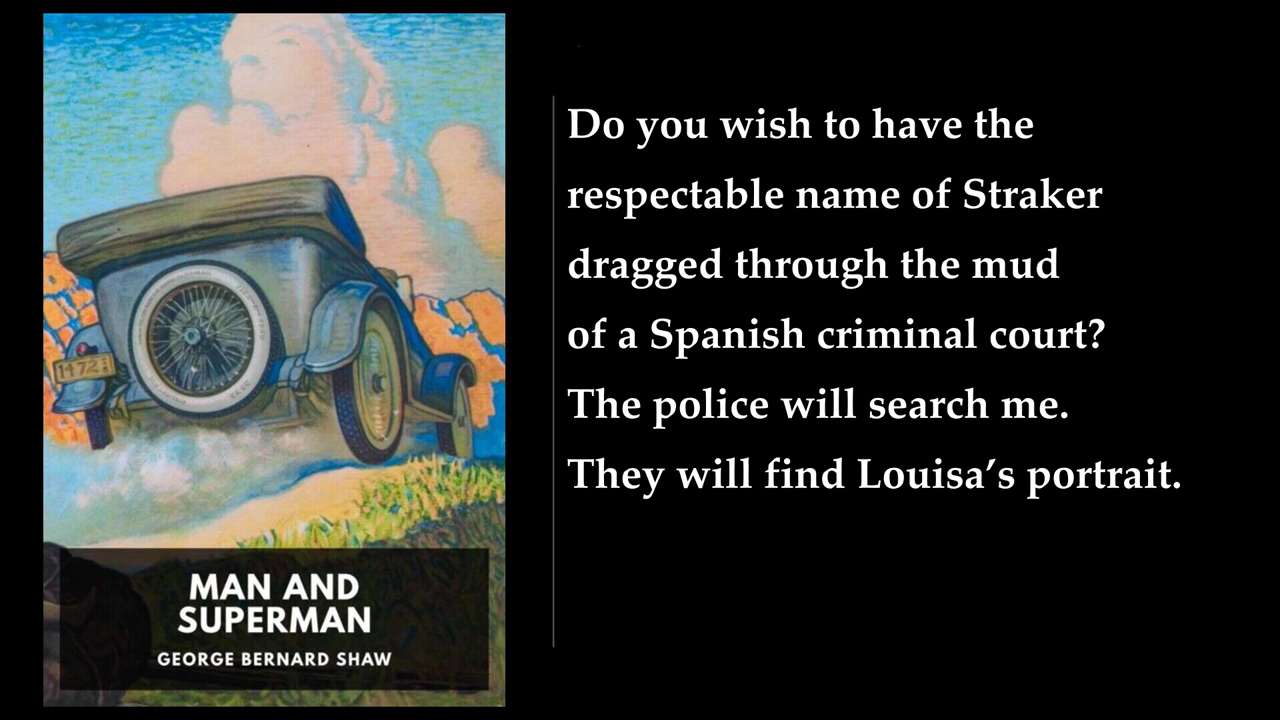 Do you wish to have the
respectable name of Straker
dragged through the mud
of a Spanish criminal court?
The police will search me.
They will find Louisa’s portrait.
1472
MAN AND
SUPERMAN
GEORGE BERNARD SHAW